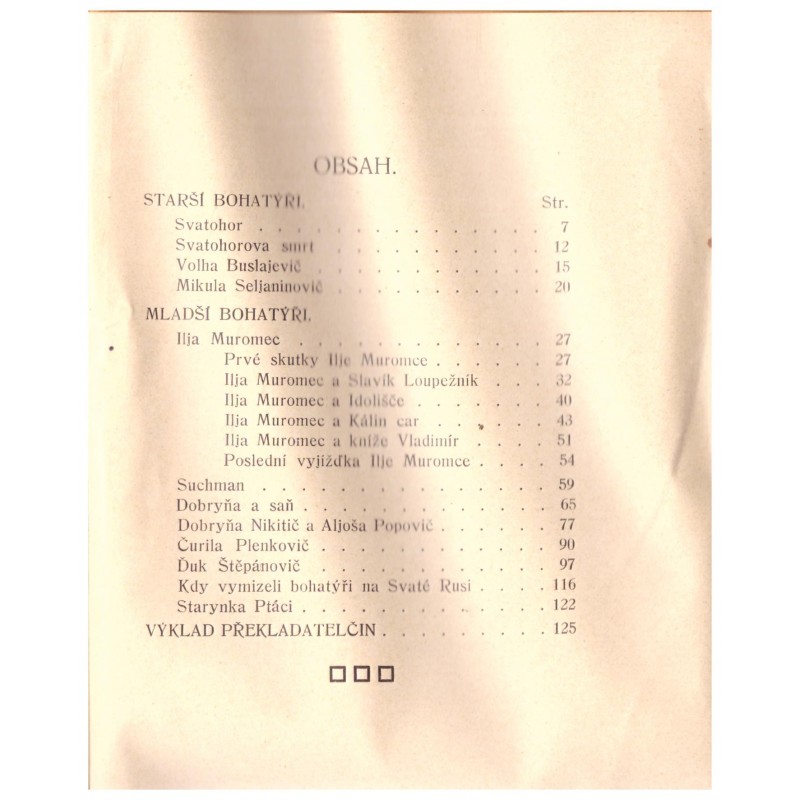 OBSAH.
STARŠÍ BOHATÝŘI. Str.
Svatohor . . . . . . . . . . . . . . . 7
Svatohorova smrt . . . . . . . . . . . 12
Volha Buslajevič . . . . . . . . . . . 15
Mikula Seljaninovič . . . . . . . . . . 20
MLADŠÍ BOHATÝŘI.
Ilja Muromec . . . . . . . . . . . . . 27
Prvé skutky Ilje Muromce . . . . . . 27
Ilja Muromec a Slavík Loupežník . . . 32
Ilja Muromec a Idolišče . . . . . . . 40
Ilja Muromec a Kálin car . . . . . . 43
Ilja Muromec a kníže Vladimír . . . . 51
Poslední vyjížďka Ilje Muromce . . . . 54
Suchman . . . . . . . . . . . . . . 59
Dobryňa a saň . . . . . . . . . . . . 65
Dobryňa Nikitič a Aljoša Popovič . . . . . . 77
Čurila Plenkovič . . . . . . . . . . . 90
Ďuk Štěpánovič . . . . . . . . . . . . 97
Kdy vymizeli bohatýři na Svaté Rusi . . . . 116
Starynka Ptáci . . . . . . . . . . . . 122
VÝKLAD PŘEKLADATELČIN . . . . . . . . . 125